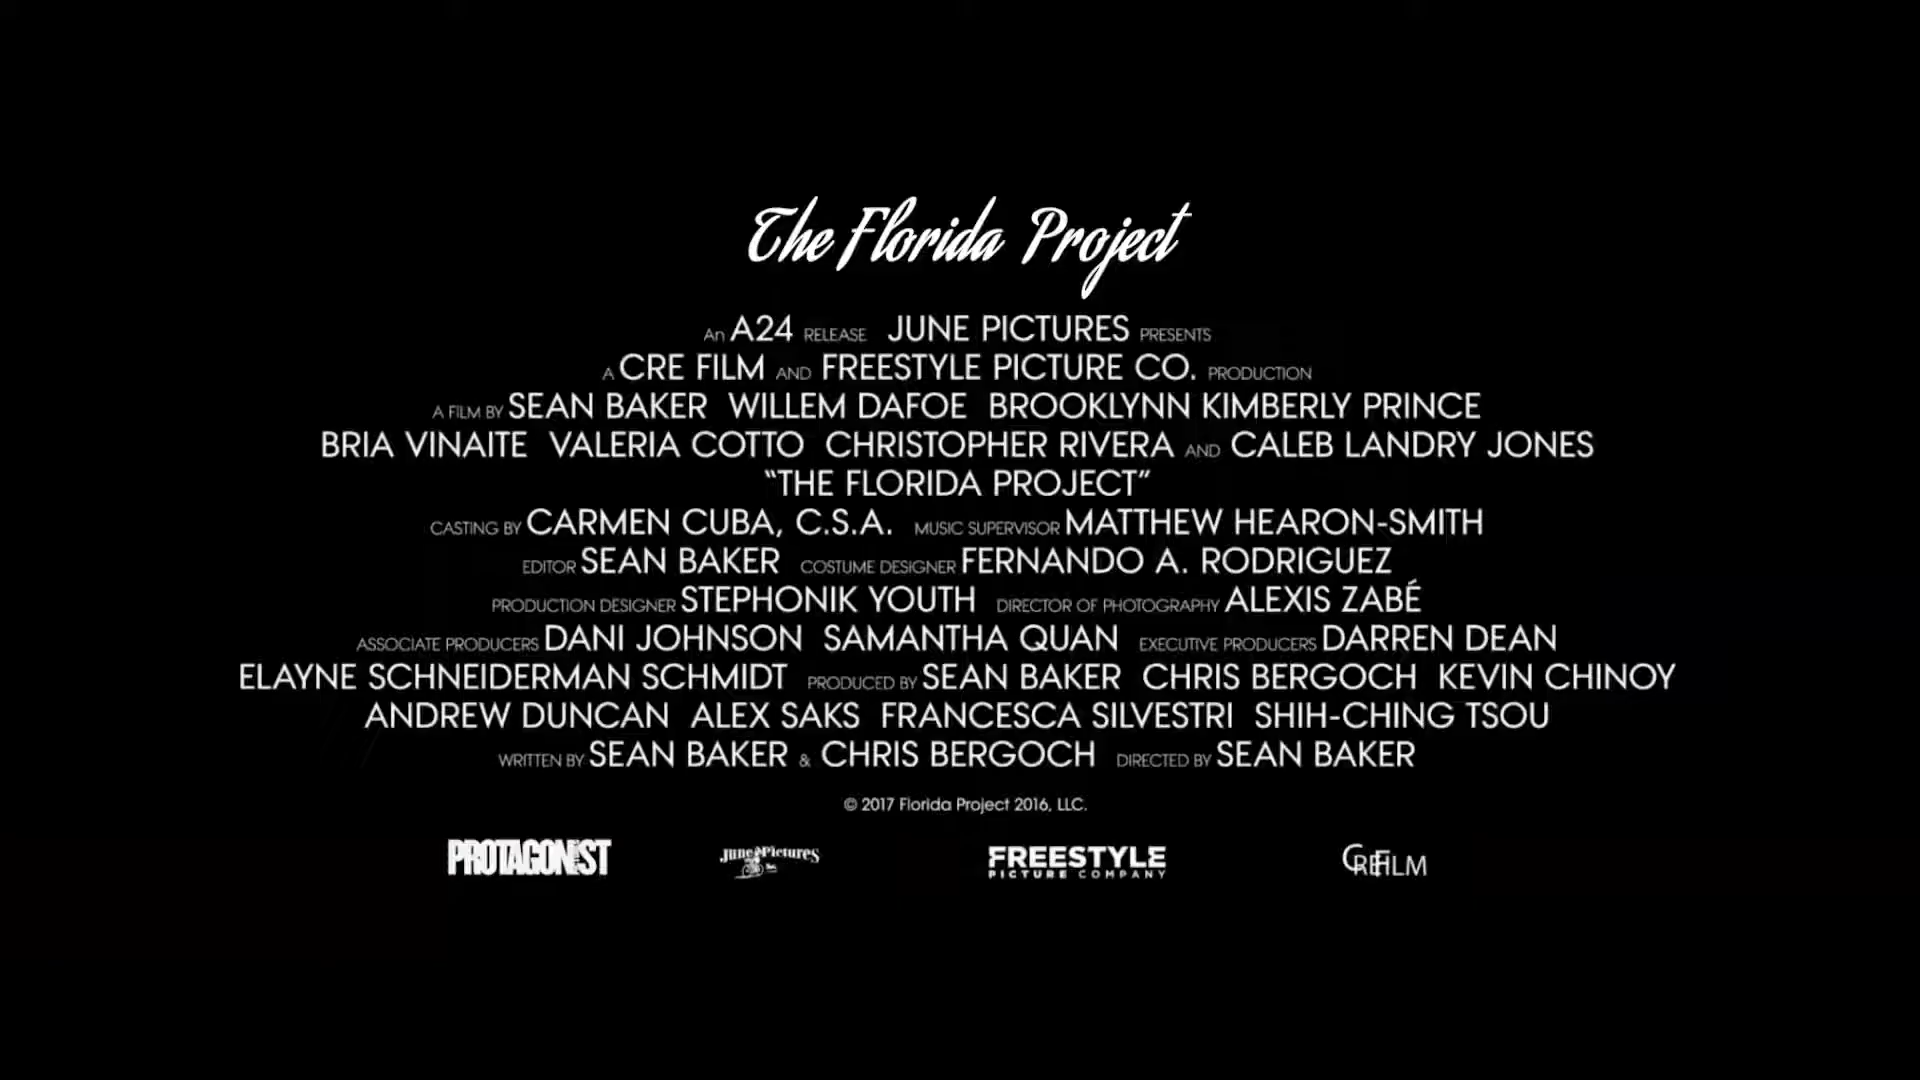 The Florida Project
An A24 RELEASE JUNE PICTURES PRESENTS
A CRE FILM AND FREESTYLE PICTURE CO. PRODUCTION
A FILM BY SEAN BAKER WILLEM DAFOE BROOKLYNN KIMBERLY PRINCE
BRIA VINAITE VALERIA COTTO CHRISTOPHER RIVERA AND CALEB LANDRY JONES
“THE FLORIDA PROJECT”
CASTING BY CARMEN CUBA, C.S.A. MUSIC SUPERVISOR MATTHEW HEARON-SMITH
EDITOR SEAN BAKER COSTUME DESIGNER FERNANDO A. RODRIGUEZ
PRODUCTION DESIGNER STEPHONIK YOUTH DIRECTOR OF PHOTOGRAPHY ALEXIS ZABÉ
ASSOCIATE PRODUCERS DANI JOHNSON SAMANTHA QUAN EXECUTIVE PRODUCERS DARREN DEAN
ELAYNE SCHNEIDERMAN SCHMIDT PRODUCED BY SEAN BAKER CHRIS BERGOCH KEVIN CHINOY
ANDREW DUNCAN ALEX SAKS FRANCESCA SILVESTRI SHIH-CHING TSOU
WRITTEN BY SEAN BAKER & CHRIS BERGOCH DIRECTED BY SEAN BAKER
© 2017 Florida Project 2016, LLC.
PROTAGONIST June Pictures FREESTYLE CRE FILM
PICTURE COMPANY